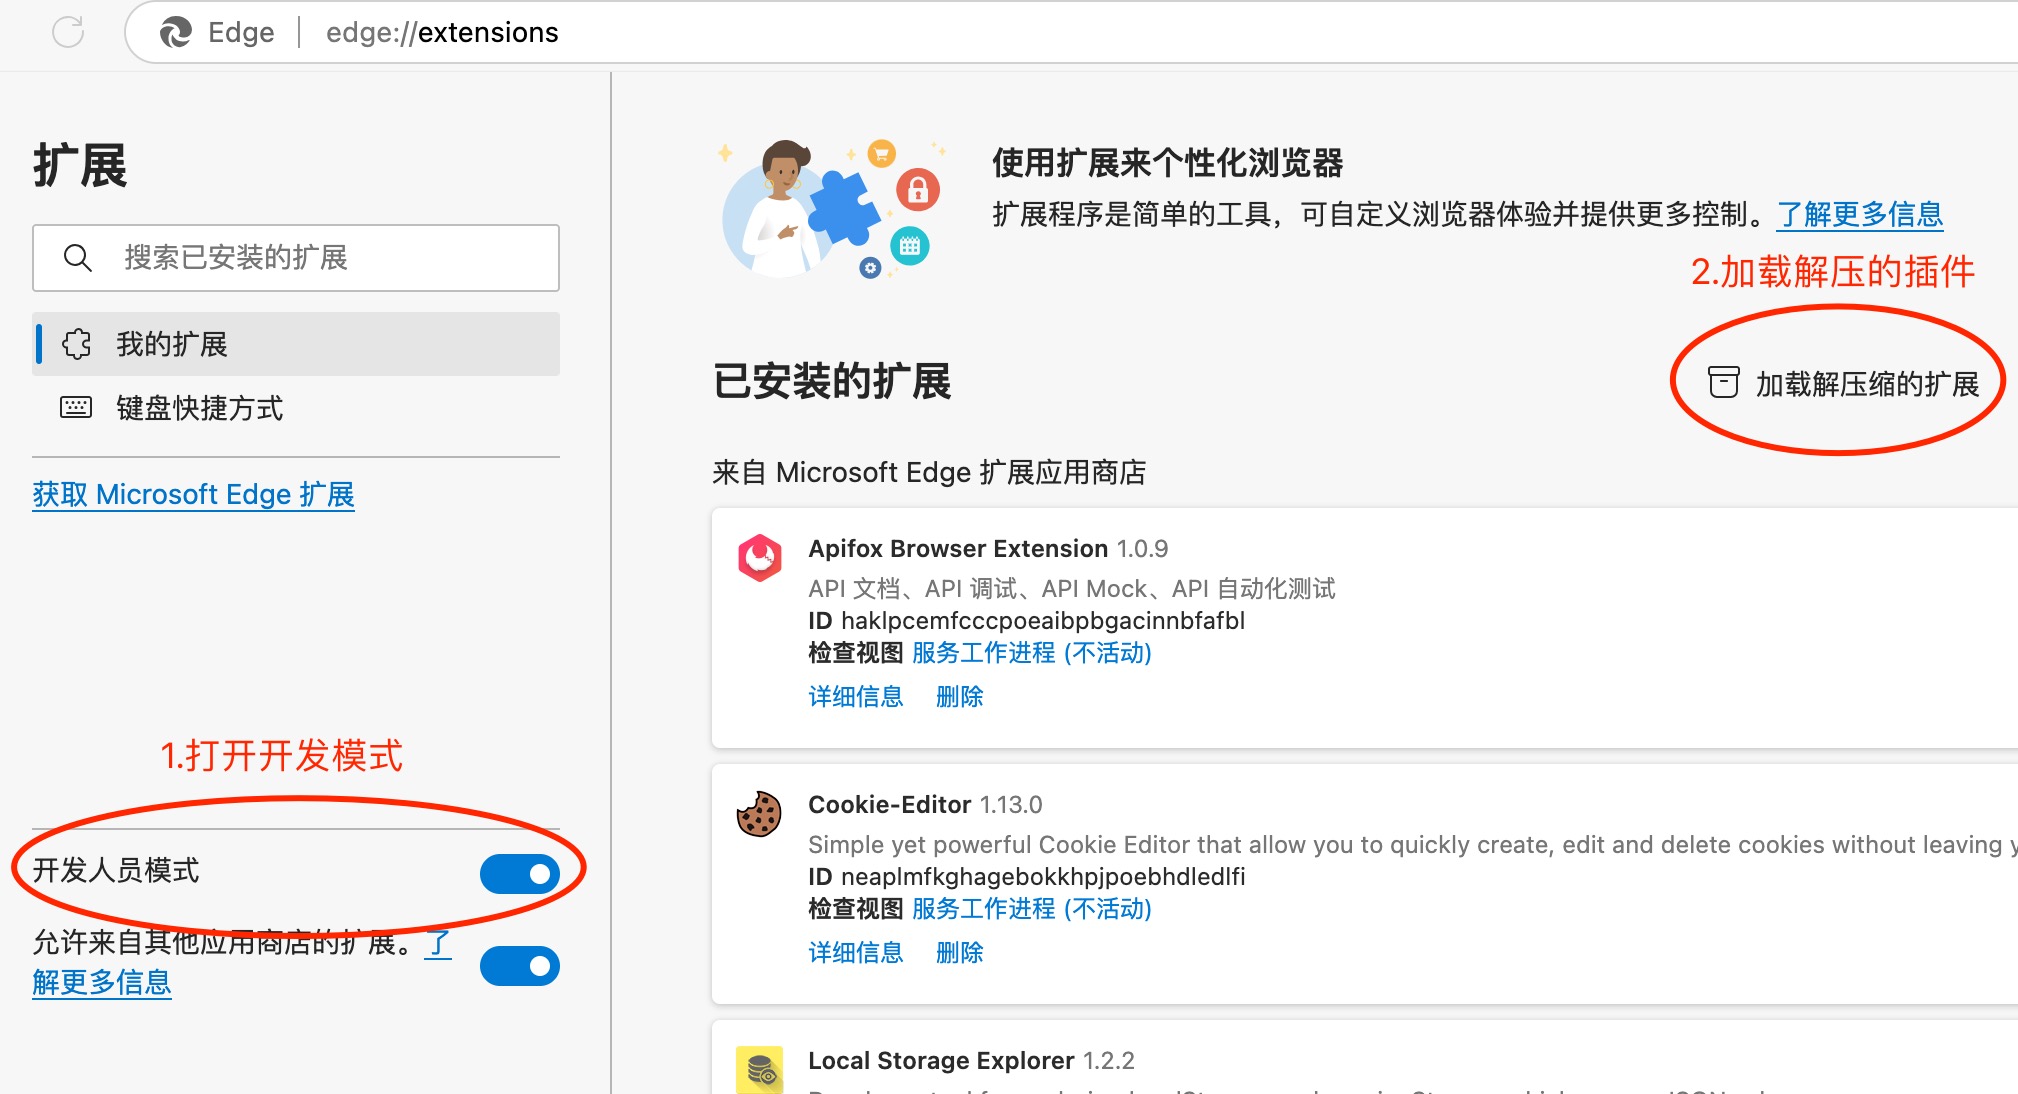 Edge
edge://extensions
扩展
搜索已安装的扩展
我的扩展
键盘快捷方式
获取 Microsoft Edge 扩展
1.打开开发模式
开发人员模式
允许来自其他应用商店的扩展。了
解更多信息
使用扩展来个性化浏览器
扩展程序是简单的工具，可自定义浏览器体验并提供更多控制。了解更多信息
2.加载解压的插件
已安装的扩展
加载解压缩的扩展
来自 Microsoft Edge 扩展应用商店
Apifox Browser Extension 1.0.9
API 文档、API 调试、API Mock、API 自动化测试
ID haklpcemfcccpoeaibpbgacinnbfafbl
检查视图 服务工作进程 (不活动)
详细信息 删除
Cookie-Editor 1.13.0
Simple yet powerful Cookie Editor that allow you to quickly create, edit and delete cookies without leaving
ID neaplmfkghagebokkhpjpoebhdledlfi
检查视图 服务工作进程 (不活动)
详细信息 删除
Local Storage Explorer 1.2.2